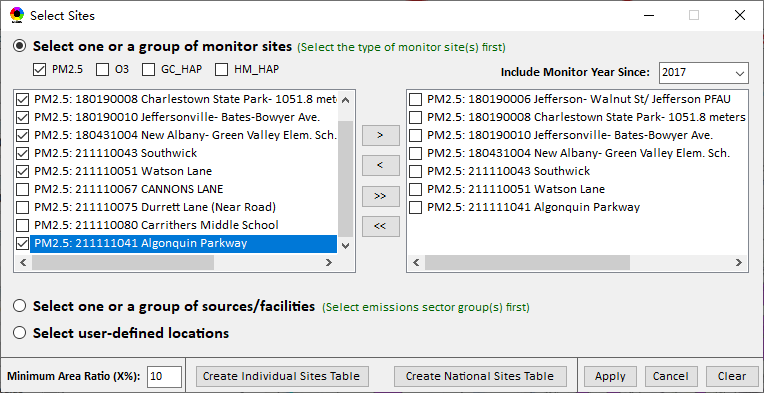 Select Sites
Select one or a group of monitor sites (Select the type of monitor site(s) first)
PM2.5 O3 GC_HAP HM_HAP
Include Monitor Year Since: 2017
PM2.5: 180190008 Charlestown State Park- 1051.8 mete
PM2.5: 180190010 Jeffersonville- Bates-Bowyer Ave.
PM2.5: 180431004 New Albany- Green Valley Elem. Sch.
PM2.5: 211110043 Southwick
PM2.5: 211110051 Watson Lane
PM2.5: 211110067 CANNONS LANE
PM2.5: 211110075 Durrett Lane (Near Road)
PM2.5: 211110080 Carrithers Middle School
PM2.5: 211111041 Algonquin Parkway
>
<
>>
<<
PM2.5: 180190006 Jefferson- Walnut St/ Jefferson PFAU
PM2.5: 180190008 Charlestown State Park- 1051.8 meters
PM2.5: 180190010 Jeffersonville- Bates-Bowyer Ave.
PM2.5: 180431004 New Albany- Green Valley Elem. Sch.
PM2.5: 211110043 Southwick
PM2.5: 211110051 Watson Lane
PM2.5: 211111041 Algonquin Parkway
Select one or a group of sources/facilities (Select emissions sector group(s) first)
Select user-defined locations
Minimum Area Ratio (X%): 10 Create Individual Sites Table Create National Sites Table Apply Cancel Clear